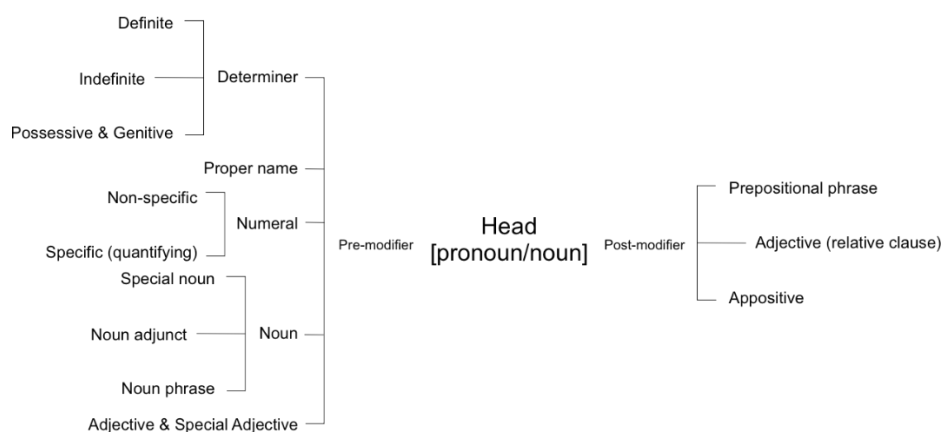 Definite
Indefinite
Possessive & Genitive
Determiner
Proper name
Non-specific
Specific (quantifying)
Numeral
Special noun
Noun adjunct
Noun phrase
Noun
Adjective & Special Adjective
Pre-modifier
Head
[pronoun/noun]
Post-modifier
Prepositional phrase
Adjective (relative clause)
Appositive